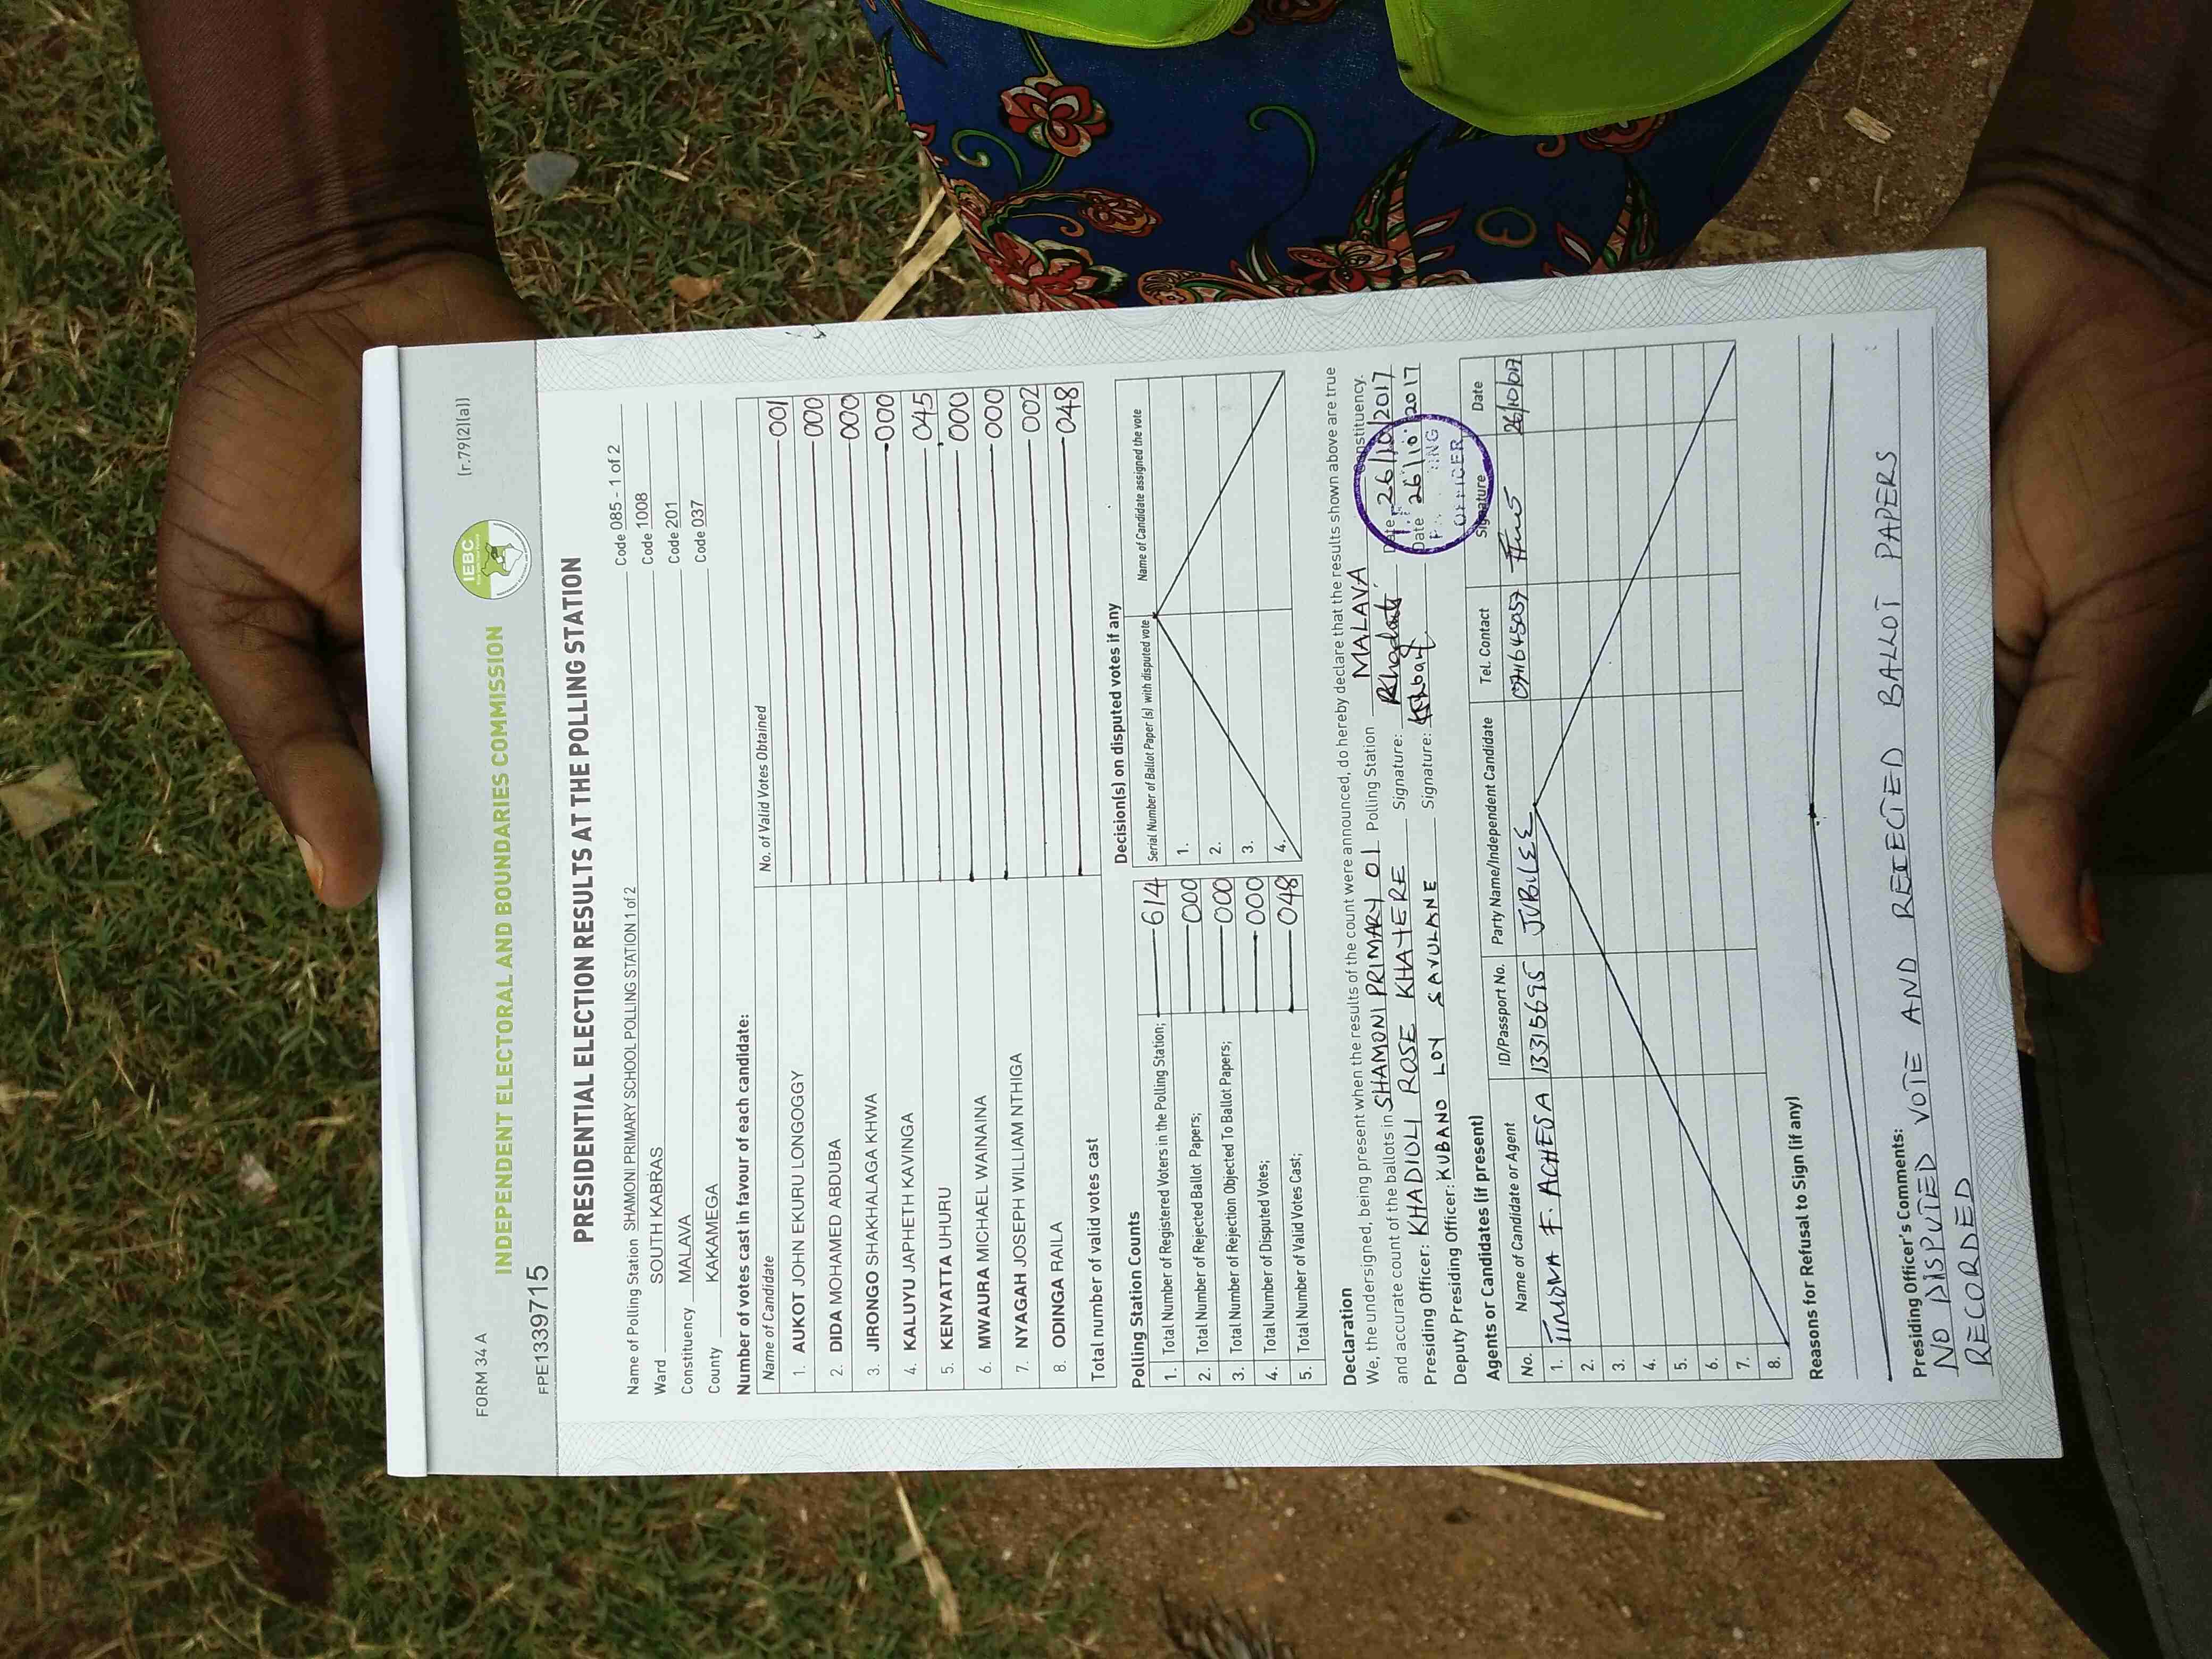 FORM 34 A
(r.79(2)(a))
IEBC
INDEPENDENT ELECTORAL AND BOUNDARIES COMMISSION
FPE1339715
PRESIDENTIAL ELECTION RESULTS AT THE POLLING STATION
Name of Polling Station SHAMONI PRIMARY SCHOOL POLLING STATION 1 of 2 Code 085 - 1 of 2
Ward SOUTH KABRAS Code 1008
Constituency MALAVA Code 201
County KAKAMEGA Code 037
Number of votes cast in favour of each candidate:
Name of Candidate No. of Valid Votes Obtained
1. AUKOT JOHN EKURU LONGOGGY 001
2. DIDA MOHAMED ABDUBA 000
3. JIRONGO SHAKHALAGA KHWA 000
4. KALUYU JAPHETH KAVINGA 000
5. KENYATTA UHURU 045
6. MWAURA MICHAEL WAINAINA 000
7. NYAGAH JOSEPH WILLIAM NTHIGA 000
8. ODINGA RAILA 002
Total number of valid votes cast 048
Polling Station Counts
1. Total Number of Registered Voters in the Polling Station; 614
2. Total Number of Rejected Ballot Papers; 000
3. Total Number of Rejection Objected To Ballot Papers; 000
4. Total Number of Disputed Votes; 000
5. Total Number of Valid Votes Cast; 048
Decision(s) on disputed votes if any
Serial Number of Ballot Paper (s) with disputed vote Name of Candidate assigned the vote
1.
2.
3.
4.
Declaration
We, the undersigned, being present when the results of the count were announced, do hereby declare that the results shown above are true
and accurate count of the ballots in SHAMONI PRIMARY 01 Polling Station MALAVA Constituency.
Presiding Officer: KHADIOLI ROSE KHAYERE Signature: Date 26/10/2017
Deputy Presiding Officer: KUBANO LOY SAVULANE Signature: Date 26/10/2017
OFFICER
Agents or Candidates (if present)
No. Name of Candidate or Agent ID/Passport No. Party Name/Independent Candidate Tel. Contact Signature Date
1. TINDNA F. ACHESA 13315695 JUBILEE 0711645057 26/10/017
2.
3.
4.
5.
6.
7.
8.
Reasons for Refusal to Sign (if any)
Presiding Officer's Comments:
NO DISPUTED VOTE AND REJECTED BALLOT PAPERS
RECORDED